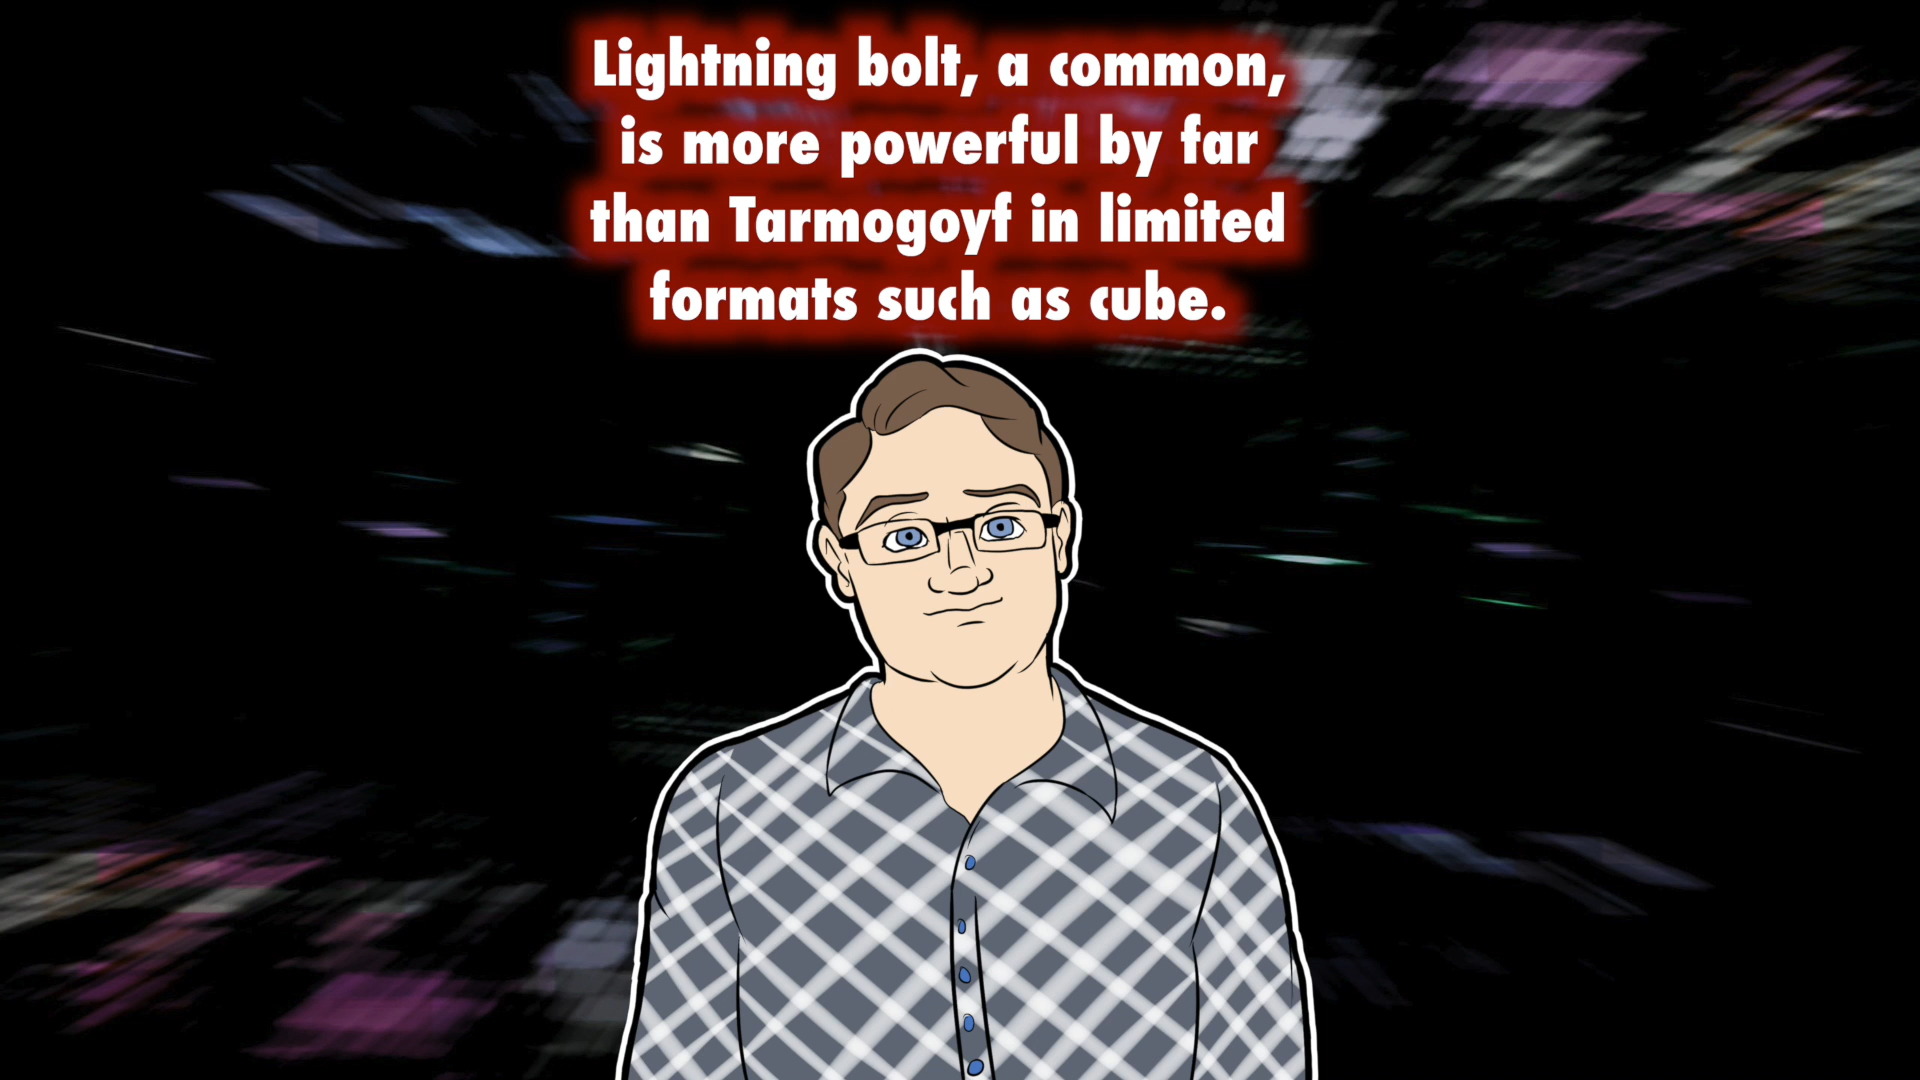 Lightning bolt, a common,
is more powerful by far
than Tarmogoyf in limited
formats such as cube.